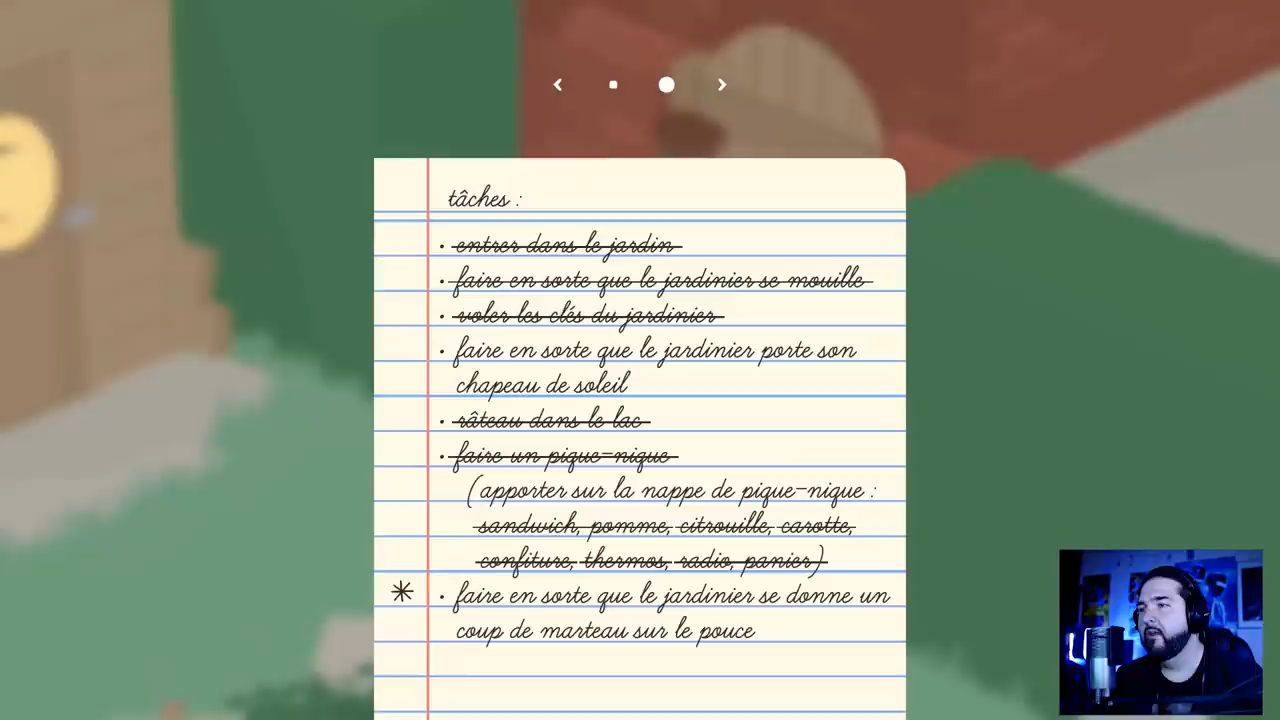 tâches :
• entrer dans le jardin
• faire en sorte que le jardinier se mouille
• voler les clés du jardinier
• faire en sorte que le jardinier porte son
chapeau de soleil
• râteau dans le lac
• faire un pique-nique
(apporter sur la nappe de pique-nique :
sandwich, pomme, citrouille, carotte,
confiture, thermos, radio, panier)
• faire en sorte que le jardinier se donne un
coup de marteau sur le pouce